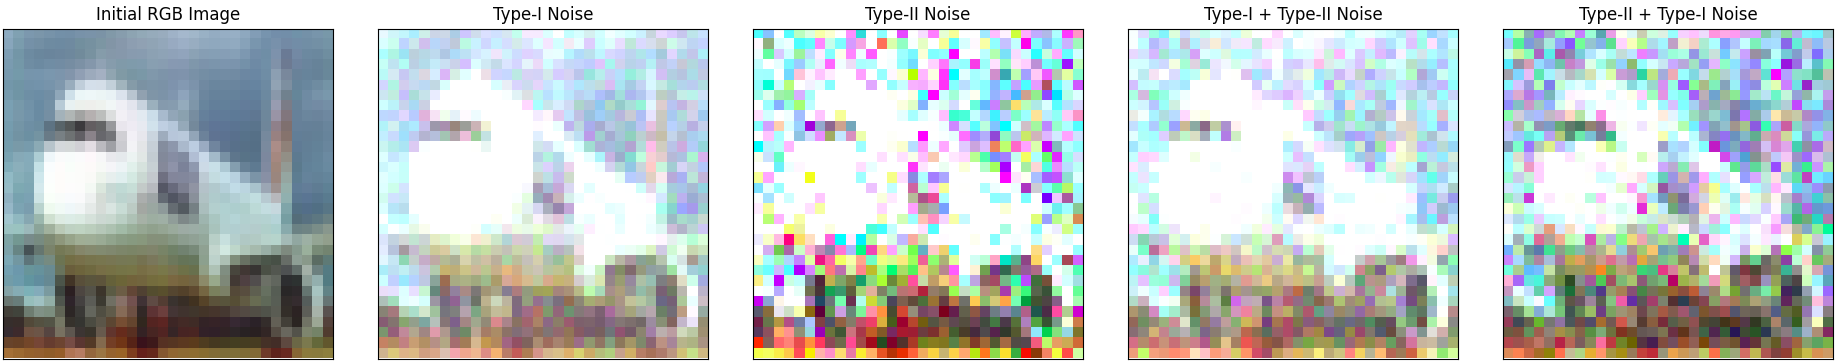 Initial RGB Image
Type-I Noise
Type-II Noise
Type-I + Type-II Noise
Type-II + Type-I Noise